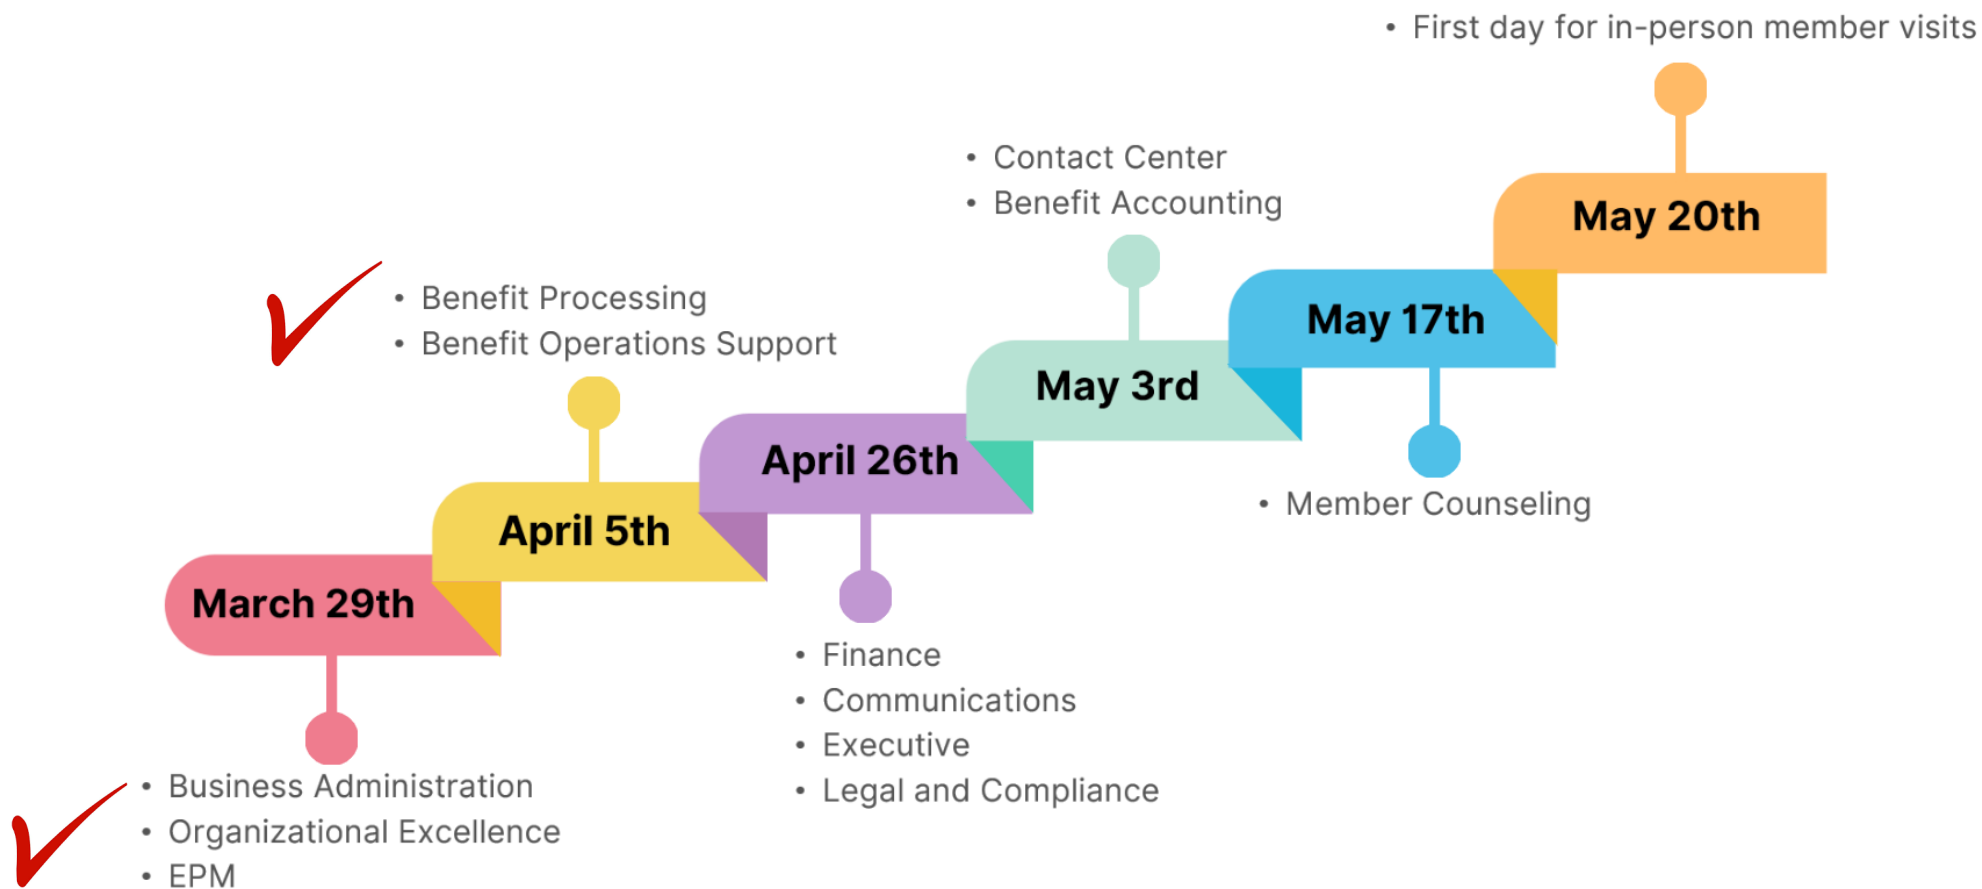 • First day for in-person member visits
May 20th
• Contact Center
• Benefit Accounting
May 17th
• Member Counseling
May 3rd
• Benefit Processing
• Benefit Operations Support
April 26th
• Finance
• Communications
• Executive
• Legal and Compliance
April 5th
March 29th
• Business Administration
• Organizational Excellence
• EPM